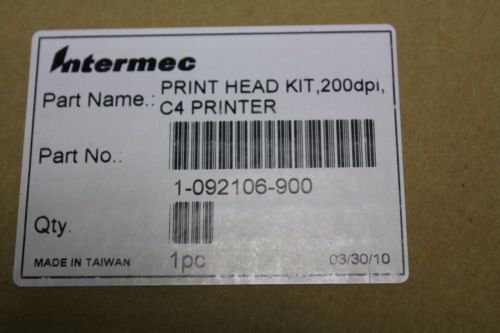 Intermec
Part Name.: PRINT HEAD KIT,200dpi,
C4 PRINTER
Part No.:
1-092106-900
Qty.
MADE IN TAIWAN 1pc 03/30/10